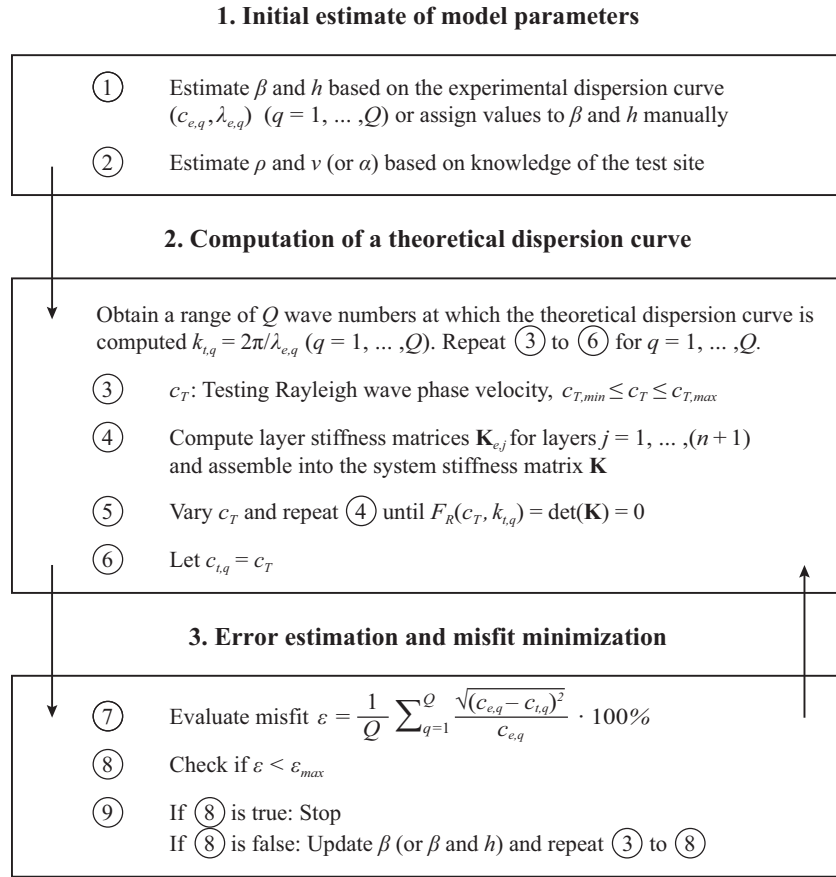 1. Initial estimate of model parameters
① Estimate β and h based on the experimental dispersion curve
(c_{e,q}, λ_{e,q}) (q = 1, ... ,Q) or assign values to β and h manually
② Estimate ρ and ν (or α) based on knowledge of the test site
2. Computation of a theoretical dispersion curve
Obtain a range of Q wave numbers at which the theoretical dispersion curve is
computed k_{t,q} = 2π/λ_{e,q} (q = 1, ... ,Q). Repeat ③ to ⑥ for q = 1, ... ,Q.
③ c_T: Testing Rayleigh wave phase velocity, c_{T,min} ≤ c_T ≤ c_{T,max}
④ Compute layer stiffness matrices K_{e,j} for layers j = 1, ... ,(n + 1)
and assemble into the system stiffness matrix K
⑤ Vary c_T and repeat ④ until F_R(c_T, k_{t,q}) = det(K) = 0
⑥ Let c_{t,q} = c_T
3. Error estimation and misfit minimization
⑦ Evaluate misfit ε = 1/Q ∑_{q=1}^{Q} √(c_{e,q} – c_{t,q})² / c_{e,q} · 100%
⑧ Check if ε < ε_{max}
⑨ If ⑧ is true: Stop
If ⑧ is false: Update β (or β and h) and repeat ③ to ⑧